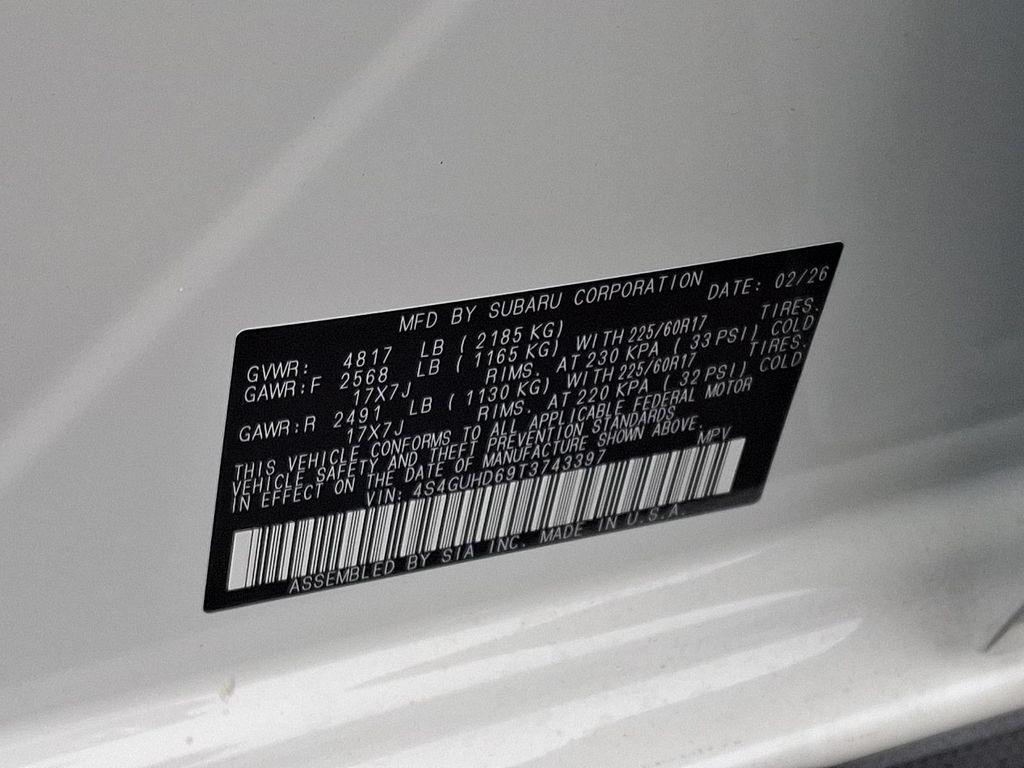 MFD BY SUBARU CORPORATION DATE: 02/26
GVWR: 4817 LB ( 2185 KG)
GAWR:F 2568 LB ( 1165 KG) WITH 225/60R17 TIRES.
17X7J RIMS. AT 230 KPA ( 33 PSI) COLD
GAWR:R 2491 LB ( 1130 KG) WITH 225/60R17 TIRES.
17X7J RIMS. AT 220 KPA ( 32 PSI) COLD
THIS VEHICLE CONFORMS TO ALL APPLICABLE FEDERAL MOTOR
VEHICLE SAFETY AND THEFT PREVENTION STANDARDS
IN EFFECT ON THE DATE OF MANUFACTURE SHOWN ABOVE.
VIN: 4S4GUHD69T3743397 MPV
ASSEMBLED BY SIA INC. MADE IN U.S.A.